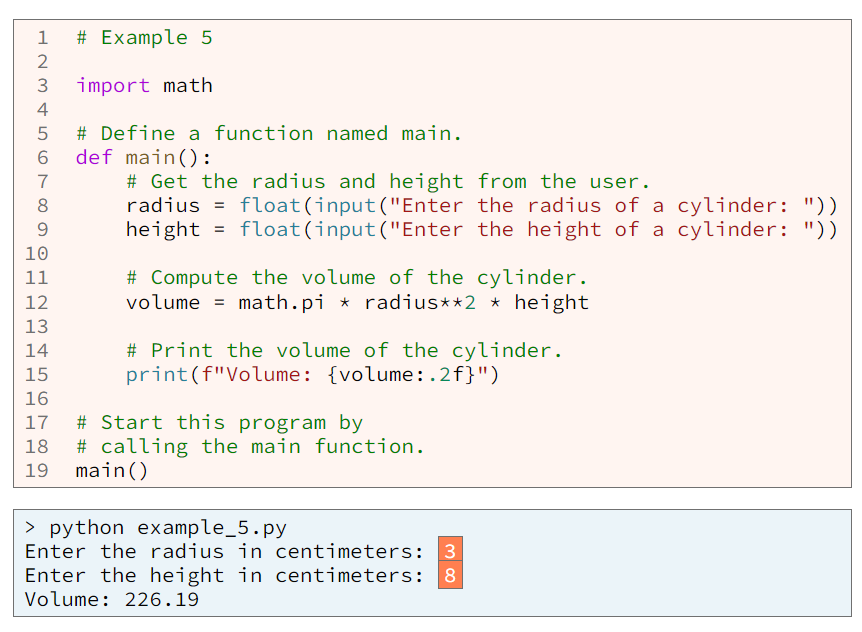 1 # Example 5
2
3 import math
4
5 # Define a function named main.
6 def main():
7     # Get the radius and height from the user.
8     radius = float(input("Enter the radius of a cylinder: "))
9     height = float(input("Enter the height of a cylinder: "))
10
11     # Compute the volume of the cylinder.
12     volume = math.pi * radius**2 * height
13
14     # Print the volume of the cylinder.
15     print(f"Volume: {volume:.2f}")
16
17 # Start this program by
18 # calling the main function.
19 main()
> python example_5.py
Enter the radius in centimeters: 3
Enter the height in centimeters: 8
Volume: 226.19